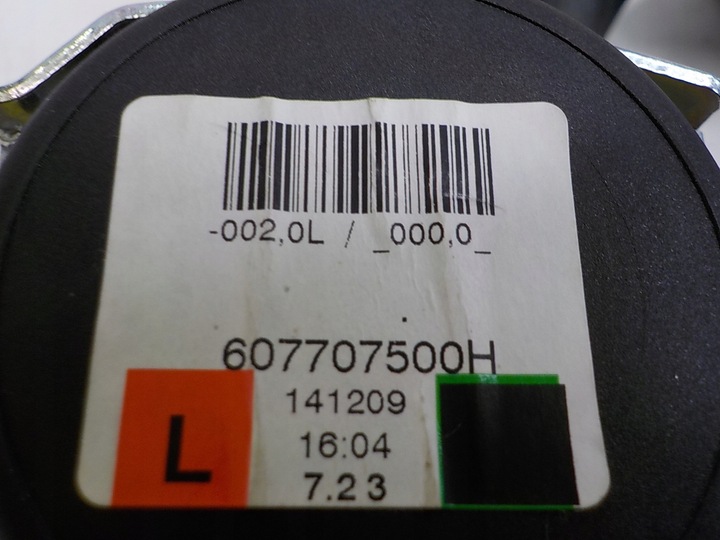 -002,0L / _000,0_
607707500H
141209
16:04
L
7.23